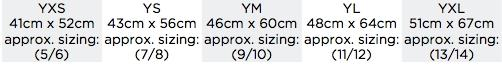 YXS YS YM YL YXL
41cm x 52cm 43cm x 56cm 46cm x 60cm 48cm x 64cm 51cm x 67cm
approx. sizing: approx. sizing: approx. sizing: approx. sizing: approx. sizing:
(5/6) (7/8) (9/10) (11/12) (13/14)